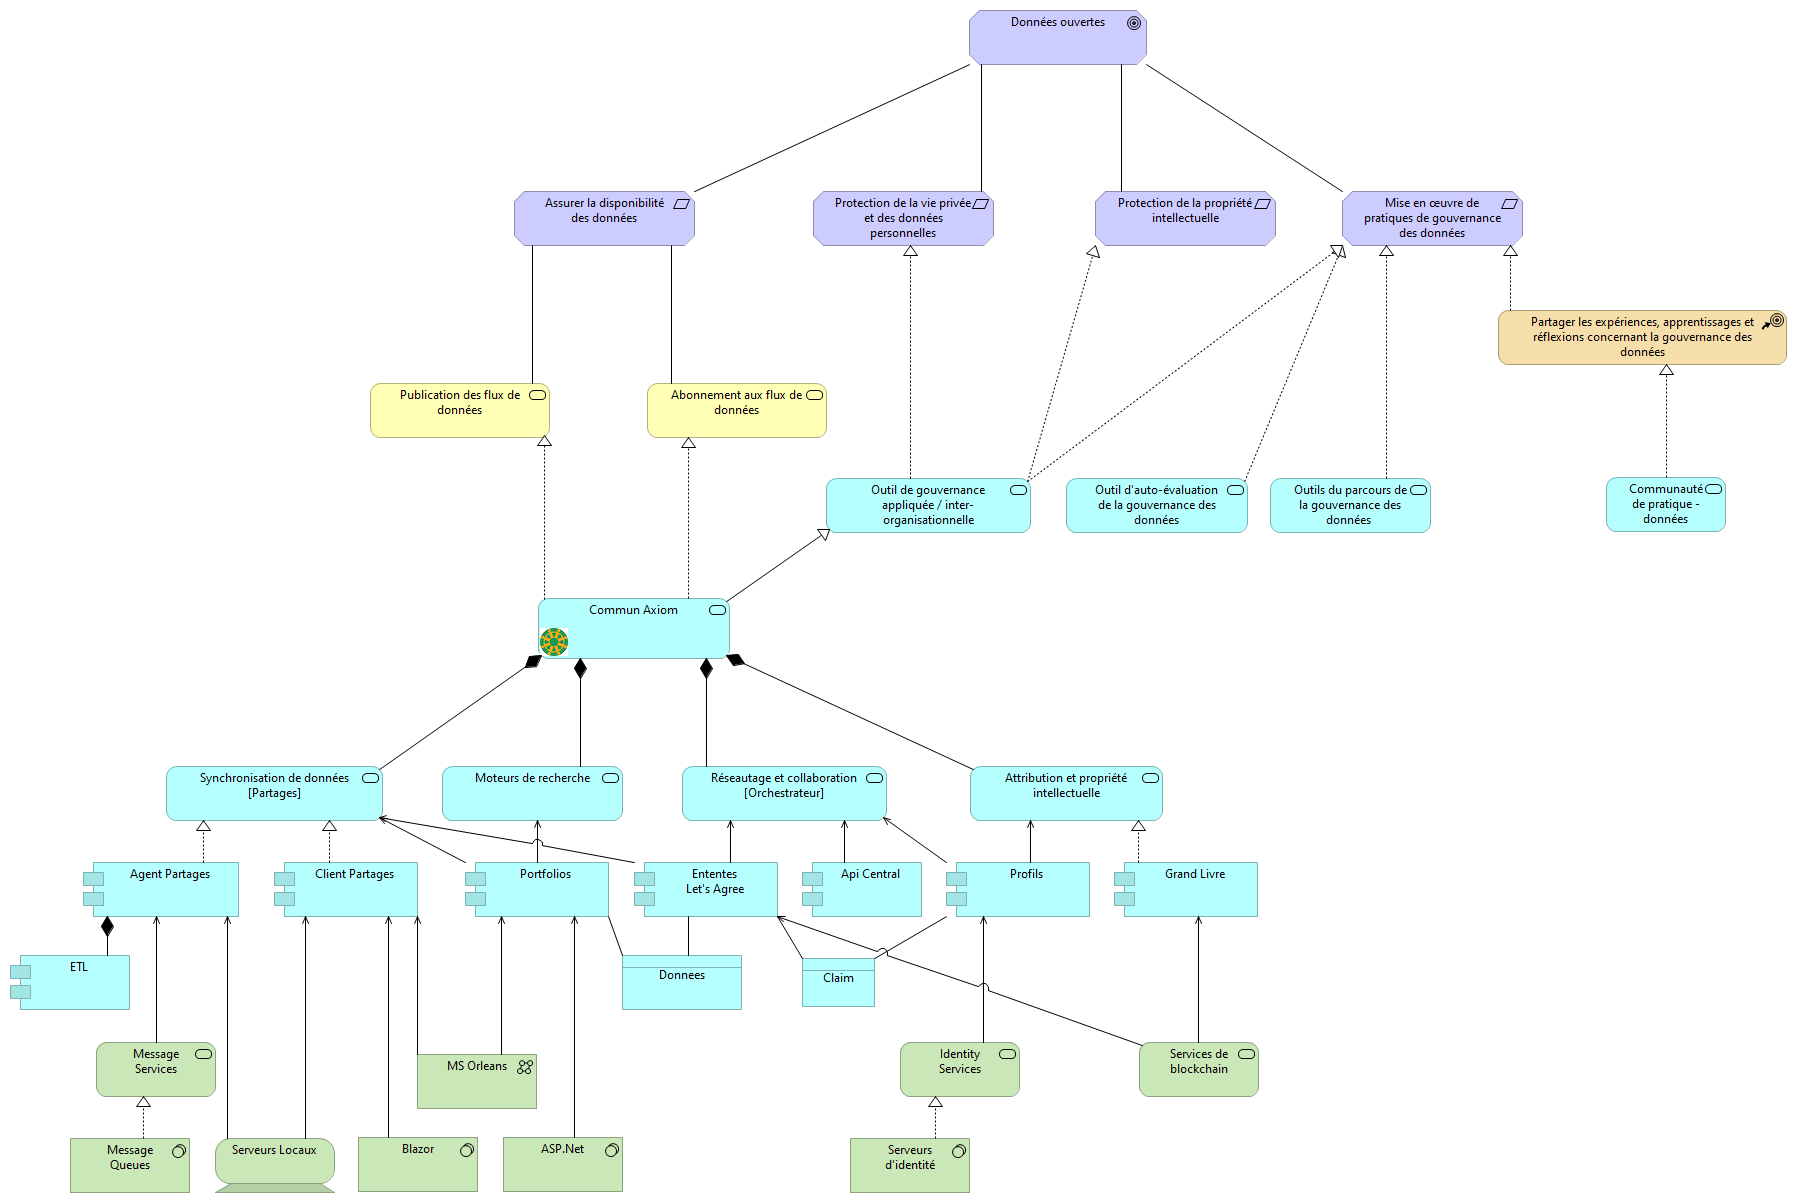 Données ouvertes
Assurer la disponibilité
des données
Protection de la vie privée
et des données
personnelles
Protection de la propriété
intellectuelle
Mise en œuvre de
pratiques de gouvernance
des données
Partager les expériences, apprentissages et
réflexions concernant la gouvernance des
données
Publication des flux de
données
Abonnement aux flux de
données
Outil de gouvernance
appliquée / inter-
organisationnelle
Outil d'auto-évaluation
de la gouvernance des
données
Outils du parcours de
la gouvernance des
données
Communauté
de pratique -
données
Commun Axiom
Synchronisation de données
[Partages]
Moteurs de recherche
Réseautage et collaboration
[Orchestrateur]
Attribution et propriété
intellectuelle
Agent Partages
Client Partages
Portfolios
Ententes
Let's Agree
Api Central
Profils
Grand Livre
ETL
Donnees
Claim
Message
Services
MS Orleans
Identity
Services
Services de
blockchain
Message
Queues
Serveurs Locaux
Blazor
ASP.Net
Serveurs
d'identité